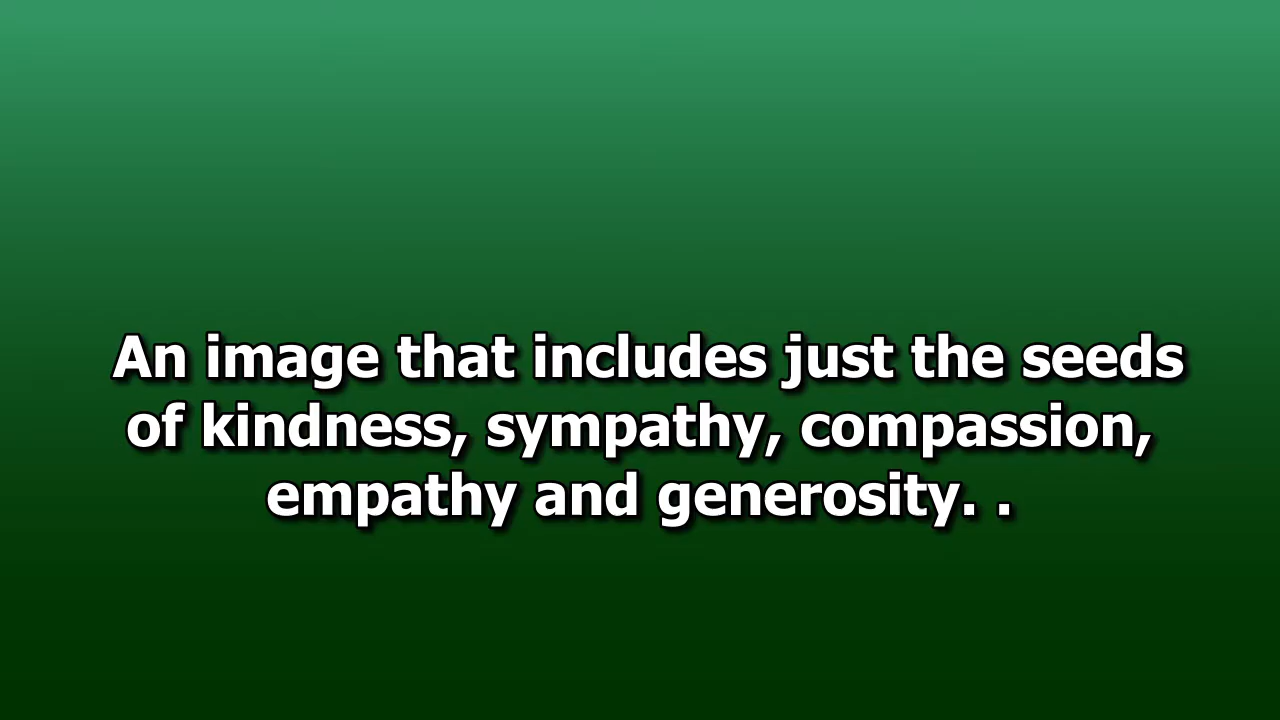 An image that includes just the seeds
of kindness, sympathy, compassion,
empathy and generosity. .